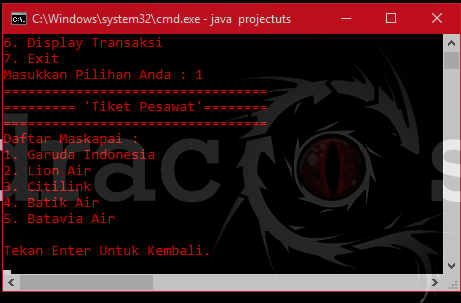 C:\Windows\system32\cmd.exe - java projectuts
6. Display Transaksi
7. Exit
Masukkan Pilihan Anda : 1
=================================
========= 'Tiket Pesawat'========
=================================
Daftar Maskapai :
1. Garuda Indonesia
2. Lion Air
3. Citilink
4. Batik Air
5. Batavia Air
Tekan Enter Untuk Kembali.